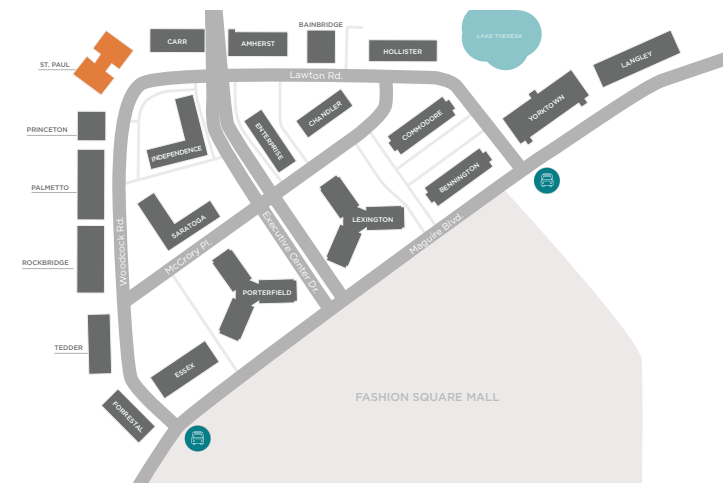 BAINBRIDGE
CARR
AMHERST
HOLLISTER
LAKE THERESA
LANGLEY
ST. PAUL
Lawton Rd.
YORKTOWN
CHANDLER
COMMODORE
PRINCETON
ENTERPRISE
INDEPENDENCE
BENNINGTON
PALMETTO
SARATOGA
LEXINGTON
Maguire Blvd.
Woodcock Rd.
McCrory Pl.
Executive Center Dr.
ROCKBRIDGE
PORTERFIELD
TEDDER
ESSEX
FORRESTAL
FASHION SQUARE MALL